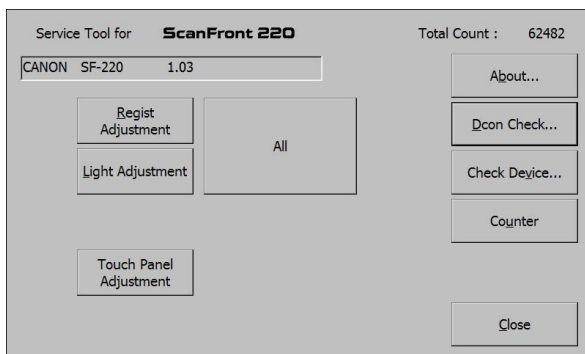 Service Tool for ScanFront 220 Total Count : 62482
CANON SF-220 1.03
About...
Regist
Adjustment
All
Dcon Check...
Light Adjustment
Check Device...
Counter
Touch Panel
Adjustment
Close